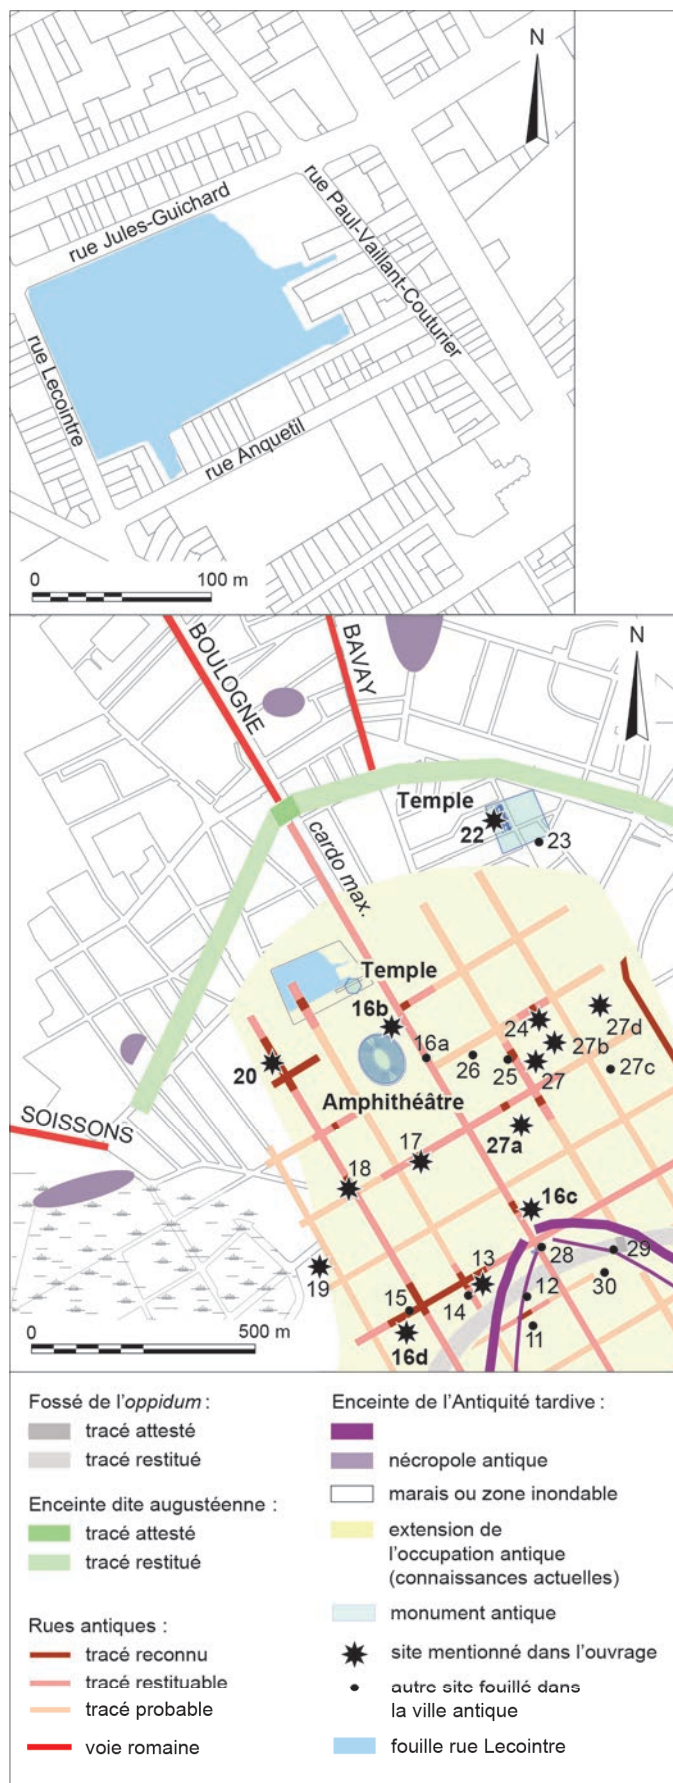 N
rue Jules-Guichard
rue Paul-Vaillant-Couturier
rue Lecointre
rue Anquetil
0 100 m
BOULOGNE
BAVAY
N
Temple
22
23
cardo max.
Temple
16b
16a
26
25
24
27
27b
27d
27c
20
Amphithéâtre
27a
SOISSONS
17
18
16c
19
13
28
29
30
15
14
12
11
16d
0 500 m
Fossé de l'oppidum :
tracé attesté
tracé restitué
Enceinte dite augustéenne :
tracé attesté
tracé restitué
Rues antiques :
tracé reconnu
tracé restituable
tracé probable
voie romaine
Enceinte de l'Antiquité tardive :
nécropole antique
marais ou zone inondable
extension de
l'occupation antique
(connaissances actuelles)
monument antique
site mentionné dans l'ouvrage
autre site fouillé dans
la ville antique
fouille rue Lecointre